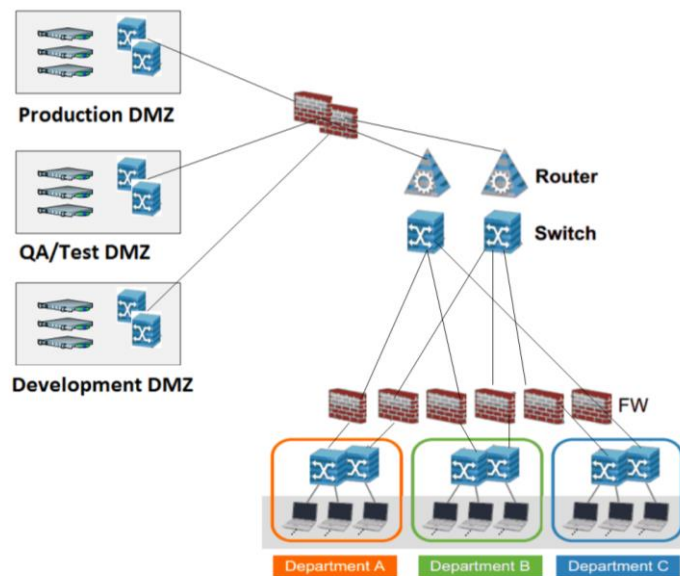 Production DMZ
Router
QA/Test DMZ
Switch
Development DMZ
FW
Department A
Department B
Department C